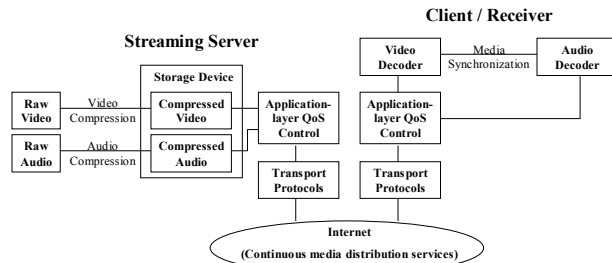 Client / Receiver
Streaming Server
Video
Decoder
Media
Synchronization
Audio
Decoder
Storage Device
Raw
Video
Video
Compression
Compressed
Video
Application-
layer QoS
Control
Application-
layer QoS
Control
Raw
Audio
Audio
Compression
Compressed
Audio
Transport
Protocols
Transport
Protocols
Internet
(Continuous media distribution services)